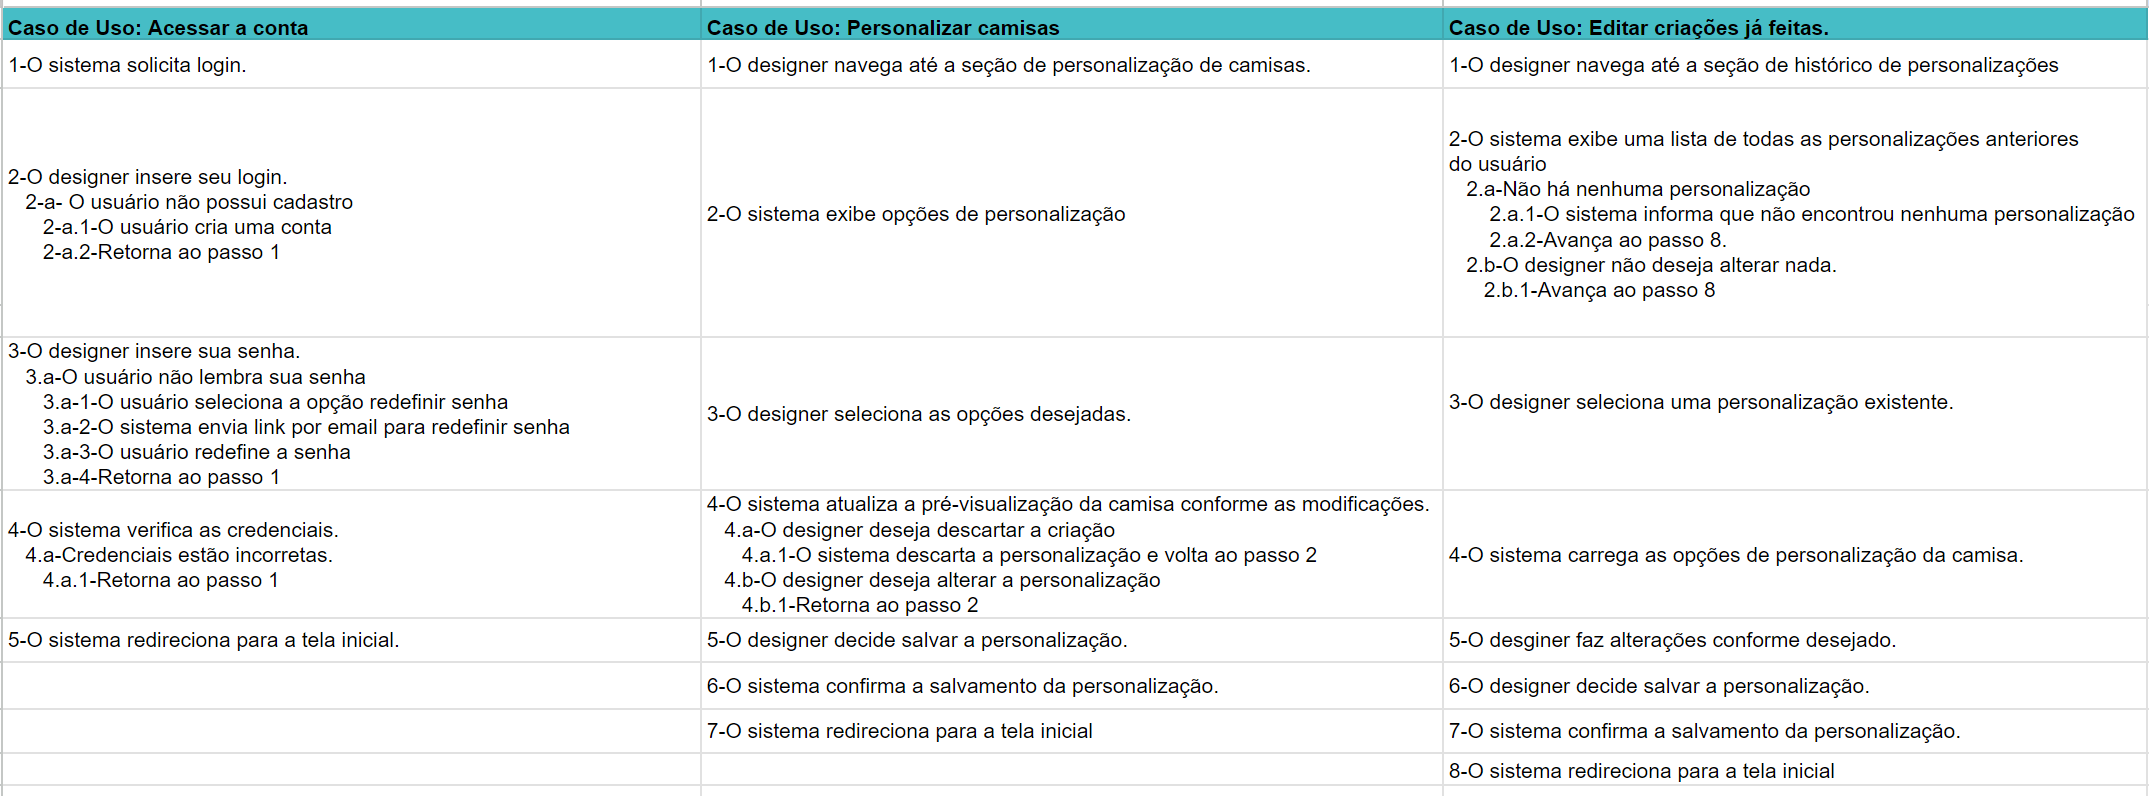 Caso de Uso: Acessar a conta
1-O sistema solicita login.
2-O designer insere seu login.
2-a- O usuário não possui cadastro
2-a.1-O usuário cria uma conta
2-a.2-Retorna ao passo 1
3-O designer insere sua senha.
3.a-O usuário não lembra sua senha
3.a-1-O usuário seleciona a opção redefinir senha
3.a-2-O sistema envia link por email para redefinir senha
3.a-3-O usuário redefine a senha
3.a-4-Retorna ao passo 1
4-O sistema verifica as credenciais.
4.a-Credenciais estão incorretas.
4.a.1-Retorna ao passo 1
5-O sistema redireciona para a tela inicial.
Caso de Uso: Personalizar camisas
1-O designer navega até a seção de personalização de camisas.
2-O sistema exibe opções de personalização
3-O designer seleciona as opções desejadas.
4-O sistema atualiza a pré-visualização da camisa conforme as modificações.
4.a-O designer deseja descartar a criação
4.a.1-O sistema descarta a personalização e volta ao passo 2
4.b-O designer deseja alterar a personalização
4.b.1-Retorna ao passo 2
5-O designer decide salvar a personalização.
6-O sistema confirma a salvamento da personalização.
7-O sistema redireciona para a tela inicial
Caso de Uso: Editar criações já feitas.
1-O designer navega até a seção de histórico de personalizações
2-O sistema exibe uma lista de todas as personalizações anteriores
do usuário
2.a-Não há nenhuma personalização
2.a.1-O sistema informa que não encontrou nenhuma personalização
2.a.2-Avança ao passo 8.
2.b-O designer não deseja alterar nada.
2.b.1-Avança ao passo 8
3-O designer seleciona uma personalização existente.
4-O sistema carrega as opções de personalização da camisa.
5-O desginer faz alterações conforme desejado.
6-O designer decide salvar a personalização.
7-O sistema confirma a salvamento da personalização.
8-O sistema redireciona para a tela inicial